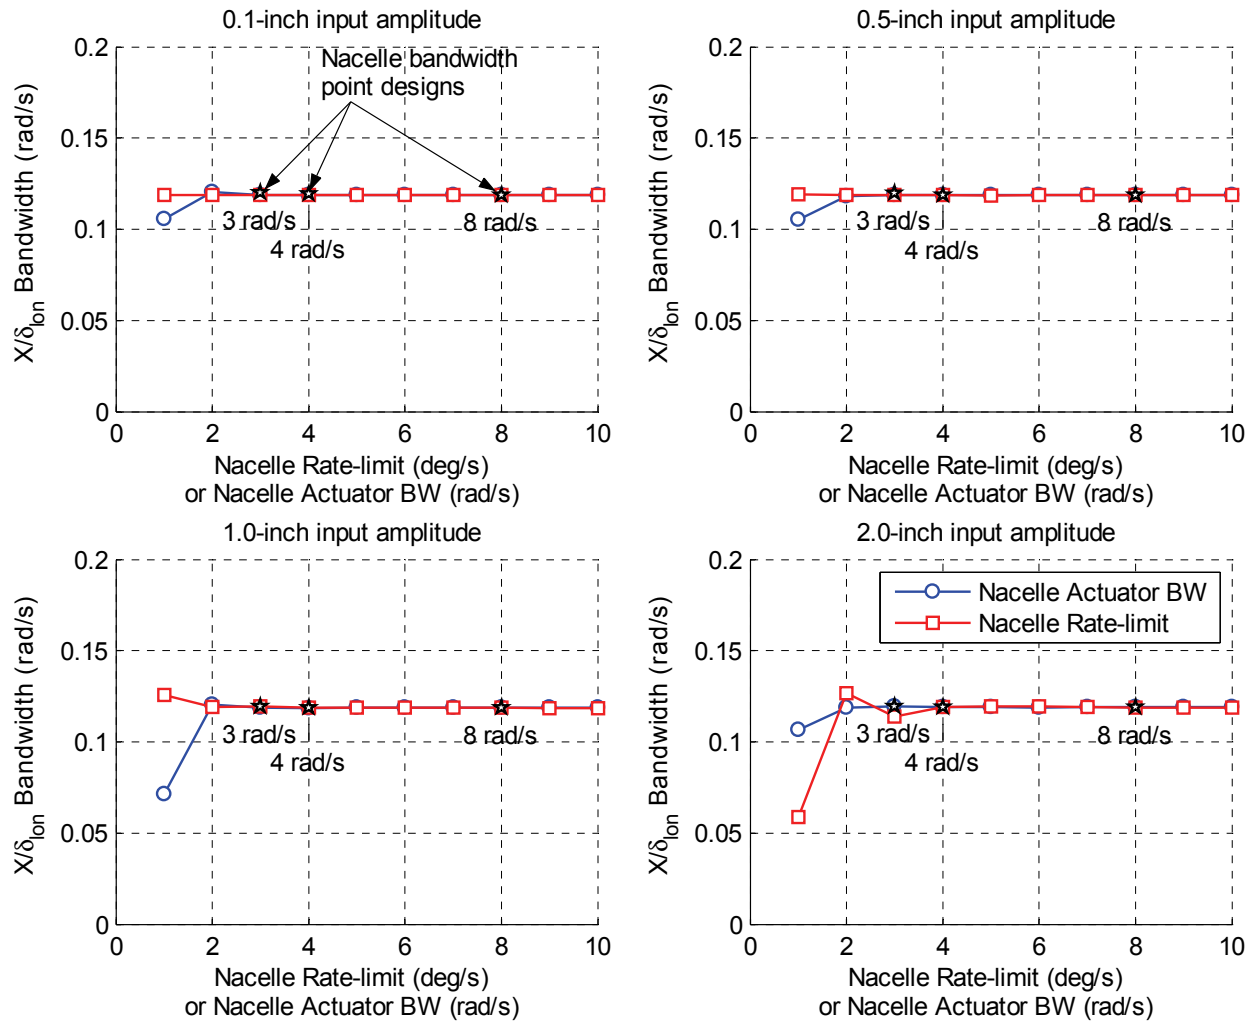 0.1-inch input amplitude
0.2
0.15
0.1
0.05
0
X/δlon Bandwidth (rad/s)
Nacelle bandwidth
point designs
3 rad/s
8 rad/s
4 rad/s
0 2 4 6 8 10
Nacelle Rate-limit (deg/s)
or Nacelle Actuator BW (rad/s)
0.5-inch input amplitude
0.2
0.15
0.1
0.05
0
X/δlon Bandwidth (rad/s)
3 rad/s
8 rad/s
4 rad/s
0 2 4 6 8 10
Nacelle Rate-limit (deg/s)
or Nacelle Actuator BW (rad/s)
1.0-inch input amplitude
0.2
0.15
0.1
0.05
0
X/δlon Bandwidth (rad/s)
3 rad/s
8 rad/s
4 rad/s
0 2 4 6 8 10
Nacelle Rate-limit (deg/s)
or Nacelle Actuator BW (rad/s)
2.0-inch input amplitude
0.2
0.15
0.1
0.05
0
X/δlon Bandwidth (rad/s)
Nacelle Actuator BW
Nacelle Rate-limit
3 rad/s
8 rad/s
4 rad/s
0 2 4 6 8 10
Nacelle Rate-limit (deg/s)
or Nacelle Actuator BW (rad/s)